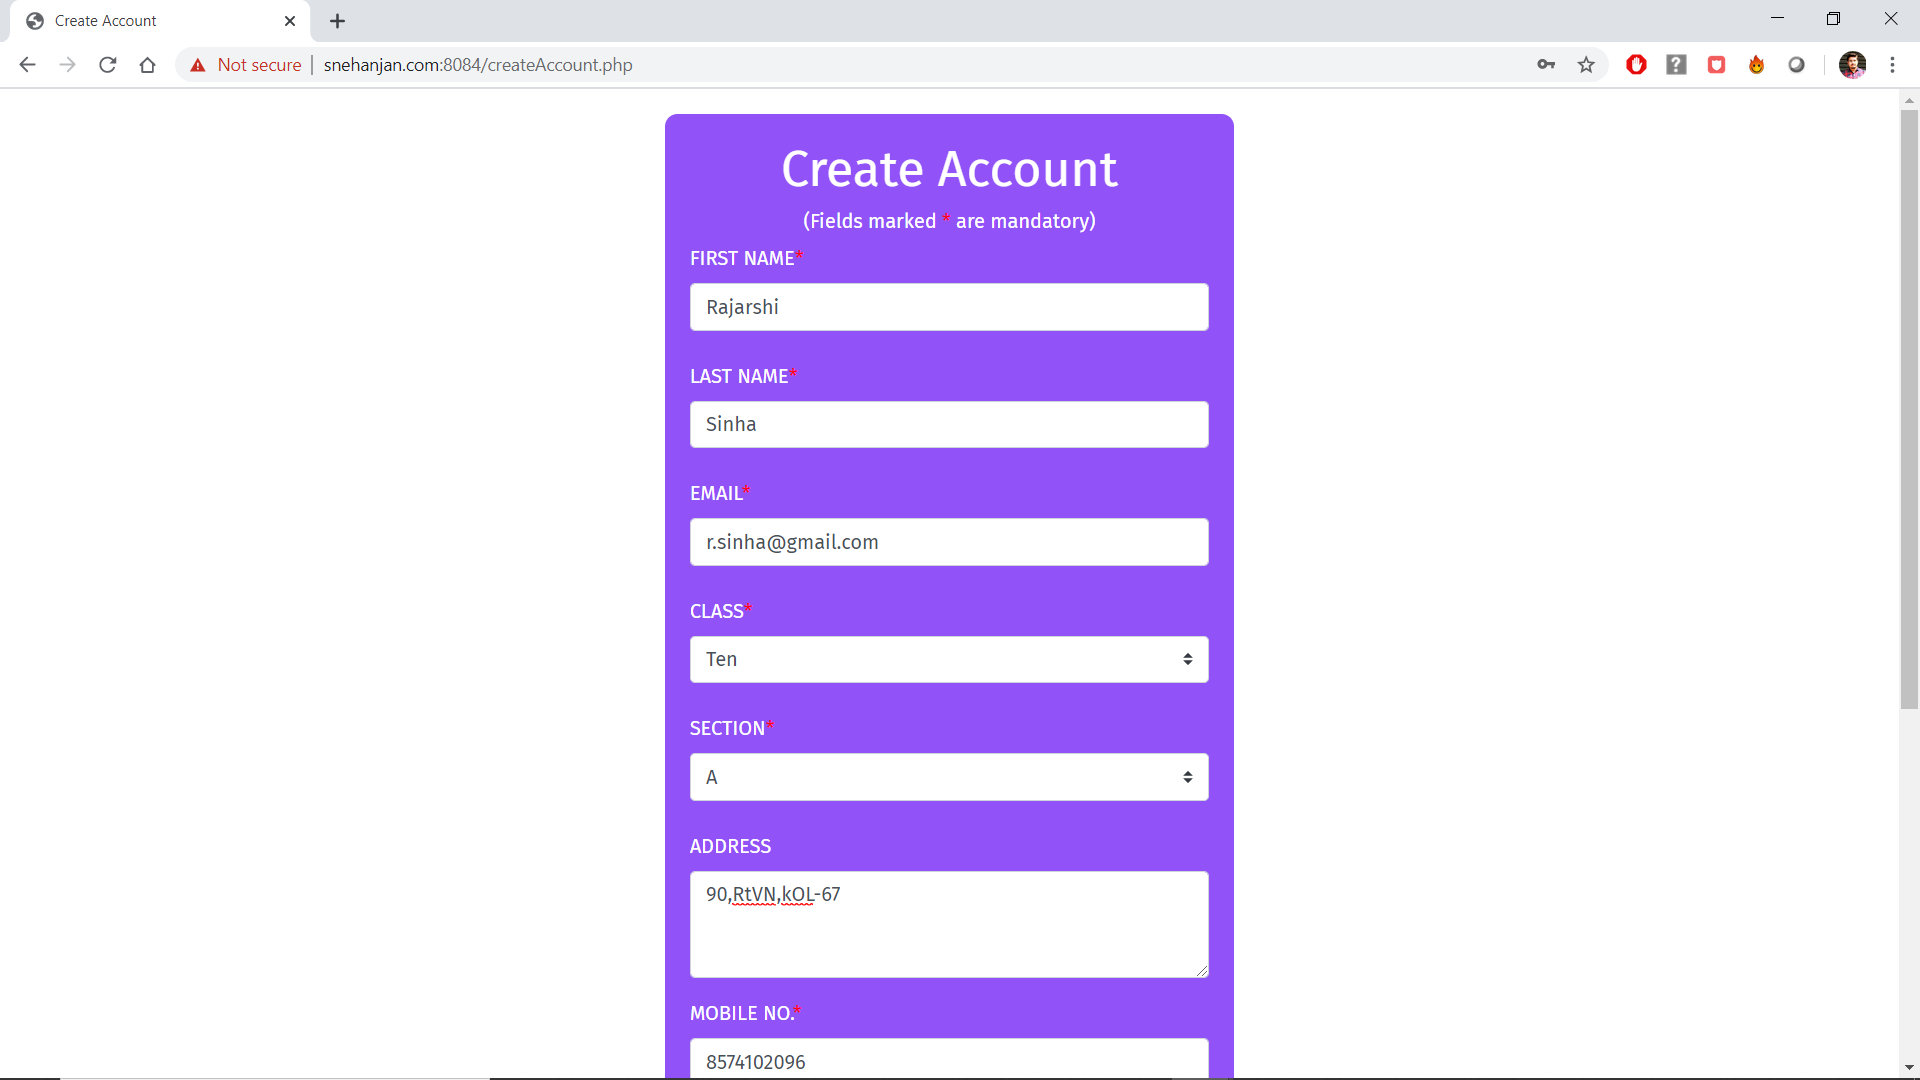 Create Account
Not secure | snehanjan.com:8084/createAccount.php
Create Account
(Fields marked * are mandatory)
FIRST NAME*
Rajarshi
LAST NAME*
Sinha
EMAIL*
r.sinha@gmail.com
CLASS*
Ten
SECTION*
A
ADDRESS
90,RtVN,kOL-67
MOBILE NO.*
8574102096